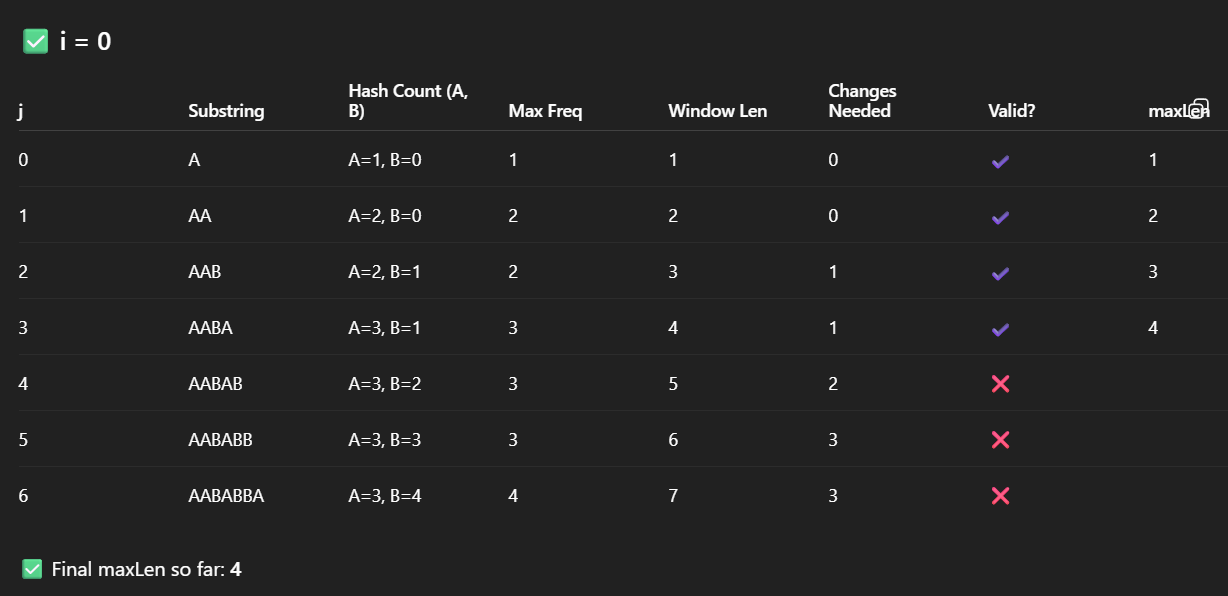 ✅ i = 0
j Substring Hash Count (A, B) Max Freq Window Len Changes Needed Valid? maxLen
0 A A=1, B=0 1 1 0 ✔ 1
1 AA A=2, B=0 2 2 0 ✔ 2
2 AAB A=2, B=1 2 3 1 ✔ 3
3 AABA A=3, B=1 3 4 1 ✔ 4
4 AABAB A=3, B=2 3 5 2 ❌
5 AABABB A=3, B=3 3 6 3 ❌
6 AABABBA A=3, B=4 4 7 3 ❌
✅ Final maxLen so far: 4